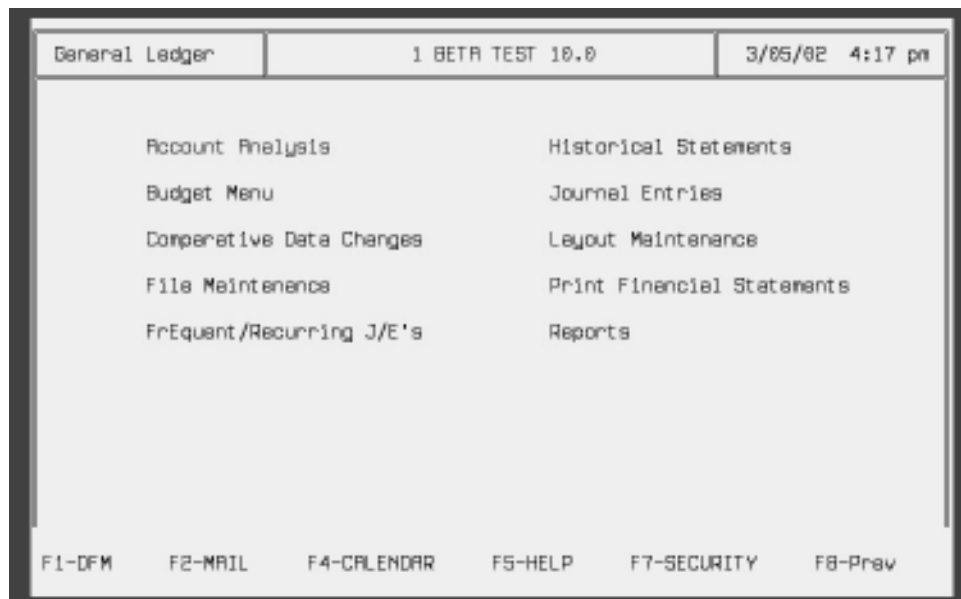 General Ledger 1 BETA TEST 10.0 3/05/02 4:17 pm
Account Analysis Historical Statements
Budget Menu Journal Entries
Comparative Data Changes Layout Maintenance
File Maintenance Print Financial Statements
FrEquent/Recurring J/E's Reports
F1-DFM F2-MAIL F4-CALENDAR F5-HELP F7-SECURITY F8-Prev